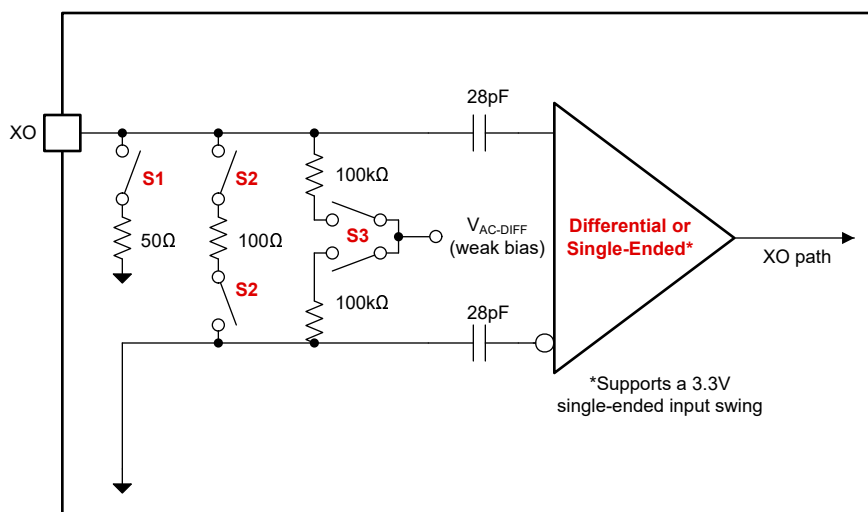 28pF
XO
S1
S2
100kΩ
50Ω
100Ω
S3
V_AC-DIFF
(weak bias)
Differential or
Single-Ended*
XO path
S2
100kΩ
28pF
*Supports a 3.3V
single-ended input swing